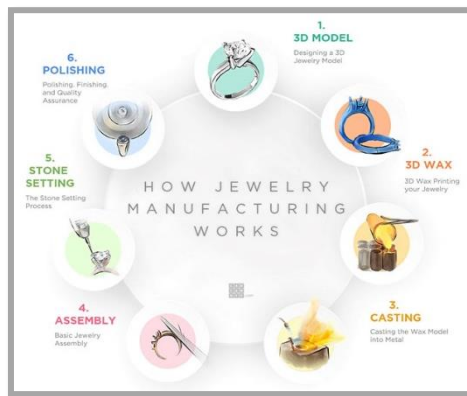 1.
3D MODEL
Designing a 3D
Jewelry Model
2.
3D WAX
3D Wax Printing
your Jewelry
3.
CASTING
Casting the Wax Model
into Metal
4.
ASSEMBLY
Basic Jewelry
Assembly
5.
STONE
SETTING
The Stone Setting
Process
6.
POLISHING
Polishing, Finishing,
and Quality
Assurance
HOW JEWELRY
MANUFACTURING
WORKS